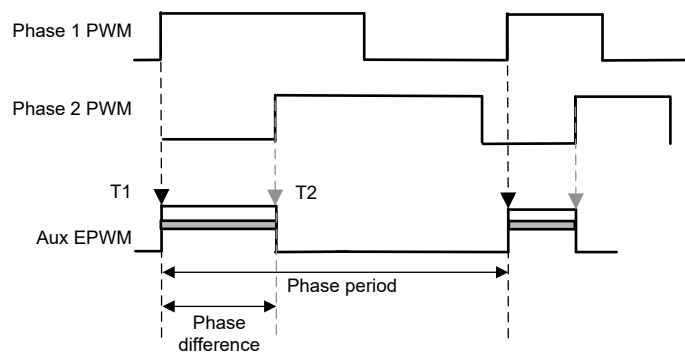 Phase 1 PWM
Phase 2 PWM
T1
T2
Aux EPWM
Phase period
Phase
difference